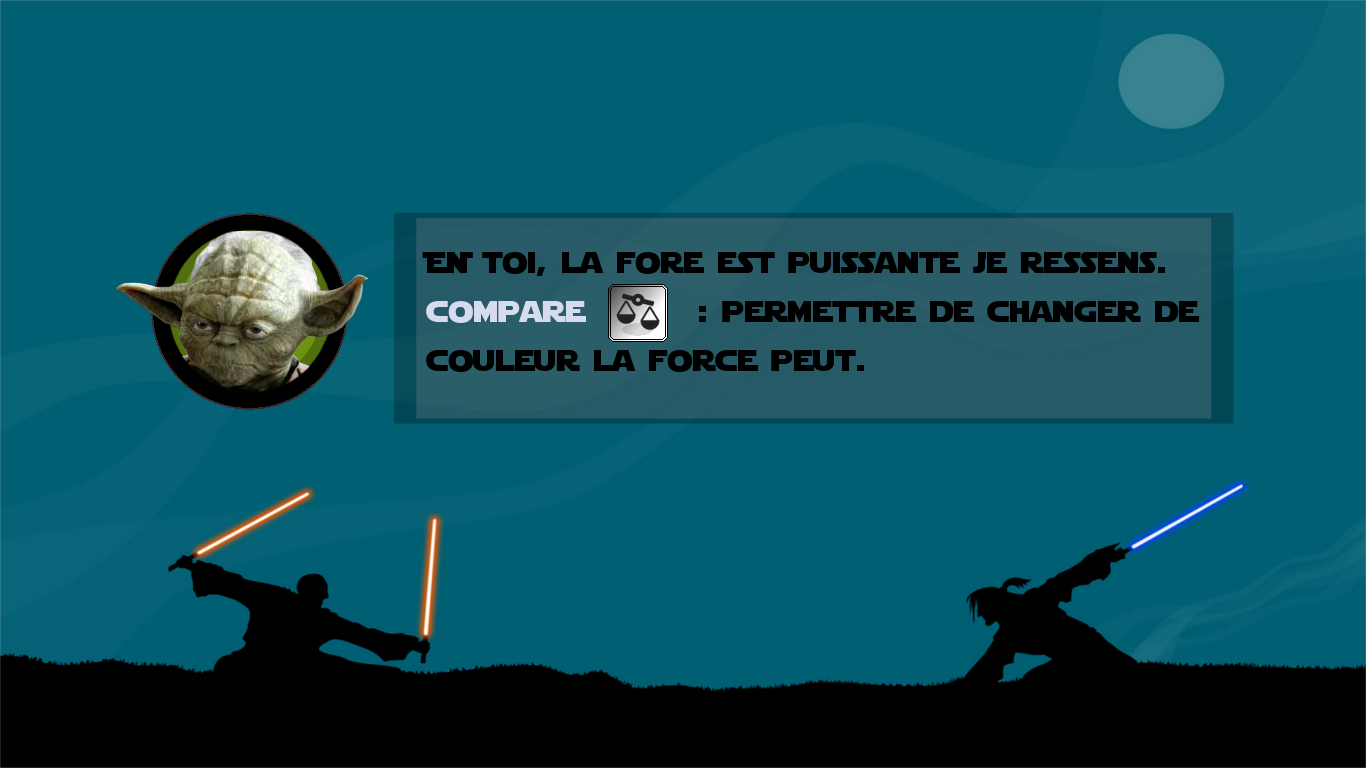 En toi, la fore est puissante je ressens.
compare : permettre de changer de
couleur la force peut.